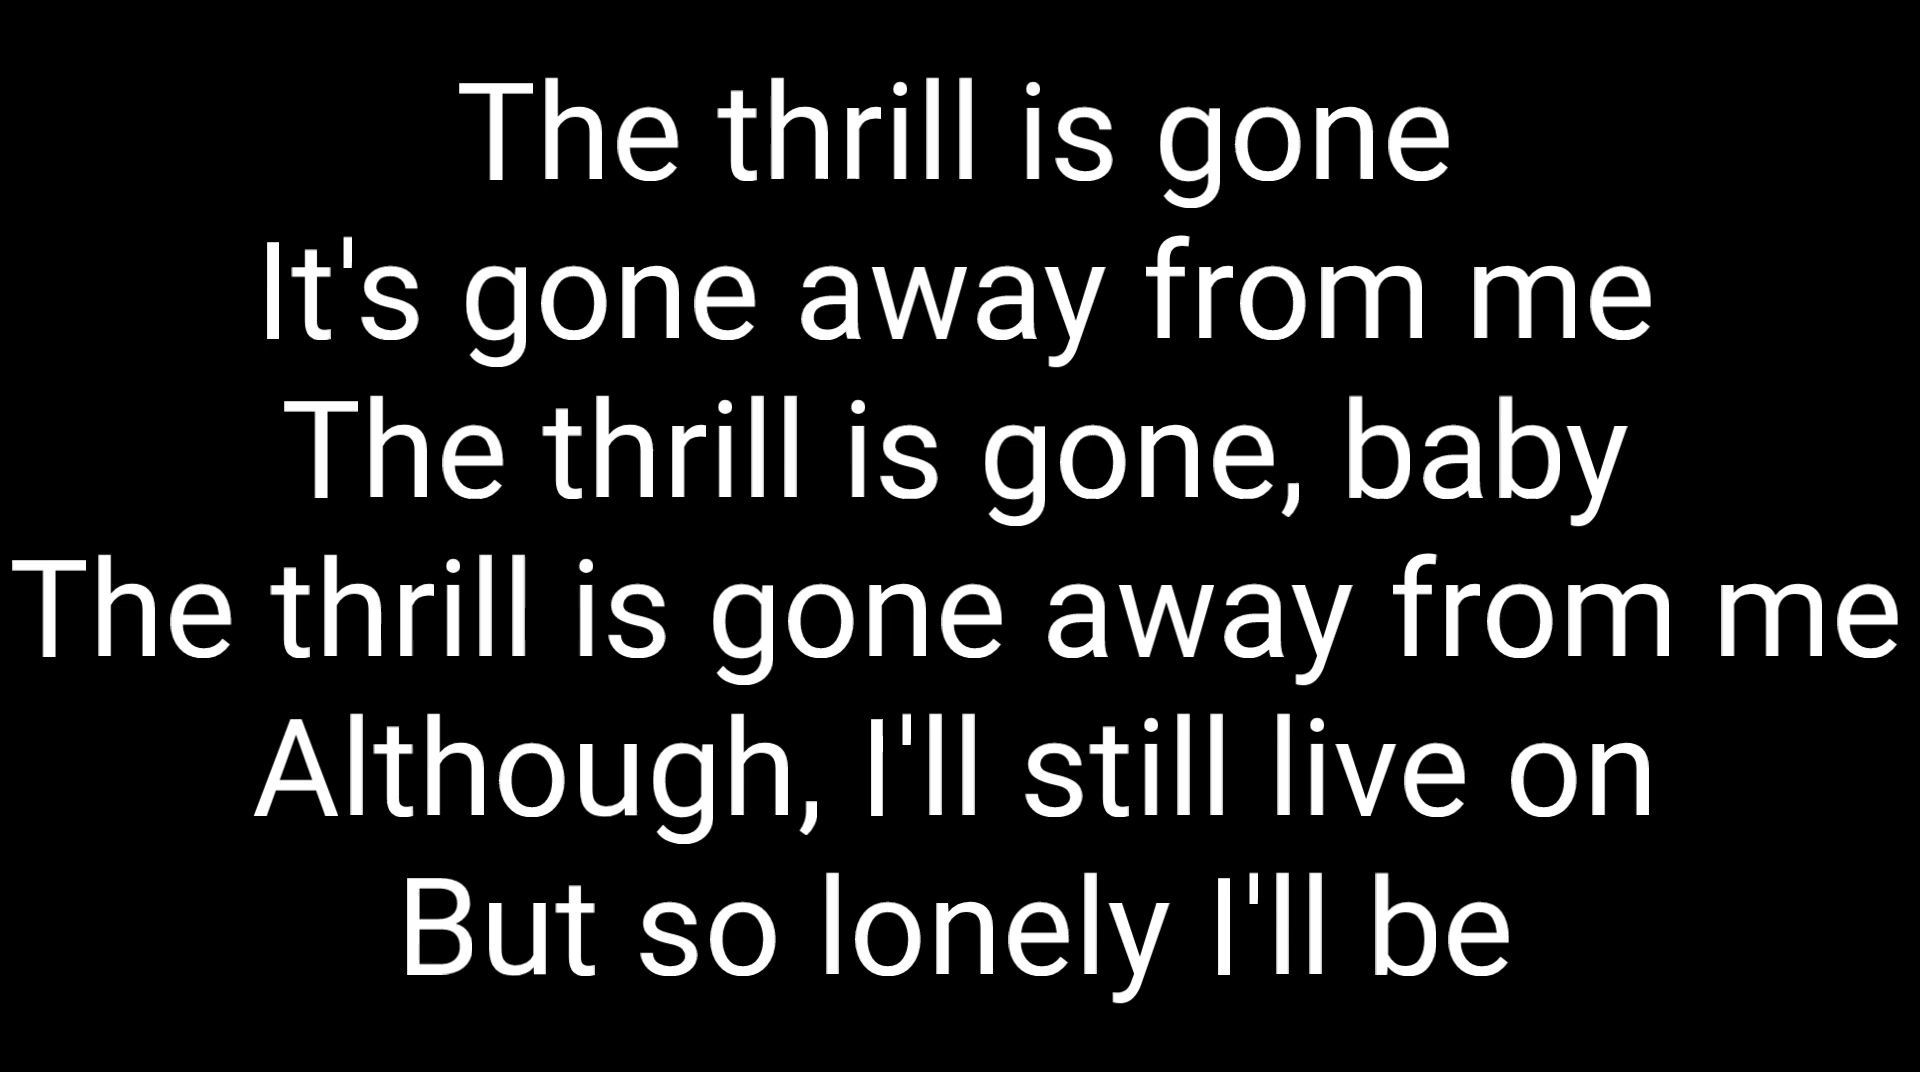 The thrill is gone
It's gone away from me
The thrill is gone, baby
The thrill is gone away from me
Although, I'll still live on
But so lonely I'll be